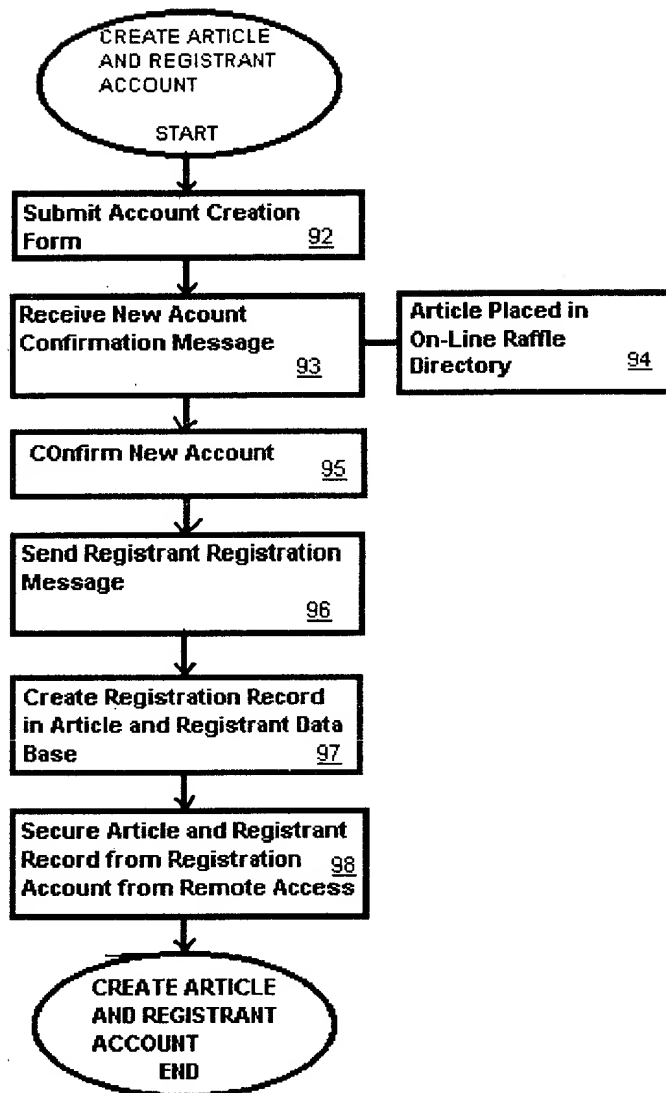 CREATE ARTICLE
AND REGISTRANT
ACCOUNT
START
Submit Account Creation
Form 92
Receive New Acount
Confirmation Message
93
Article Placed in
On-Line Raffle
Directory 94
COnfirm New Account
95
Send Registrant Registration
Message
96
Create Registration Record
in Article and Registrant Data
Base 97
Secure Article and Registrant
Record from Registration 98
Account from Remote Access
CREATE ARTICLE
AND REGISTRANT
ACCOUNT
END